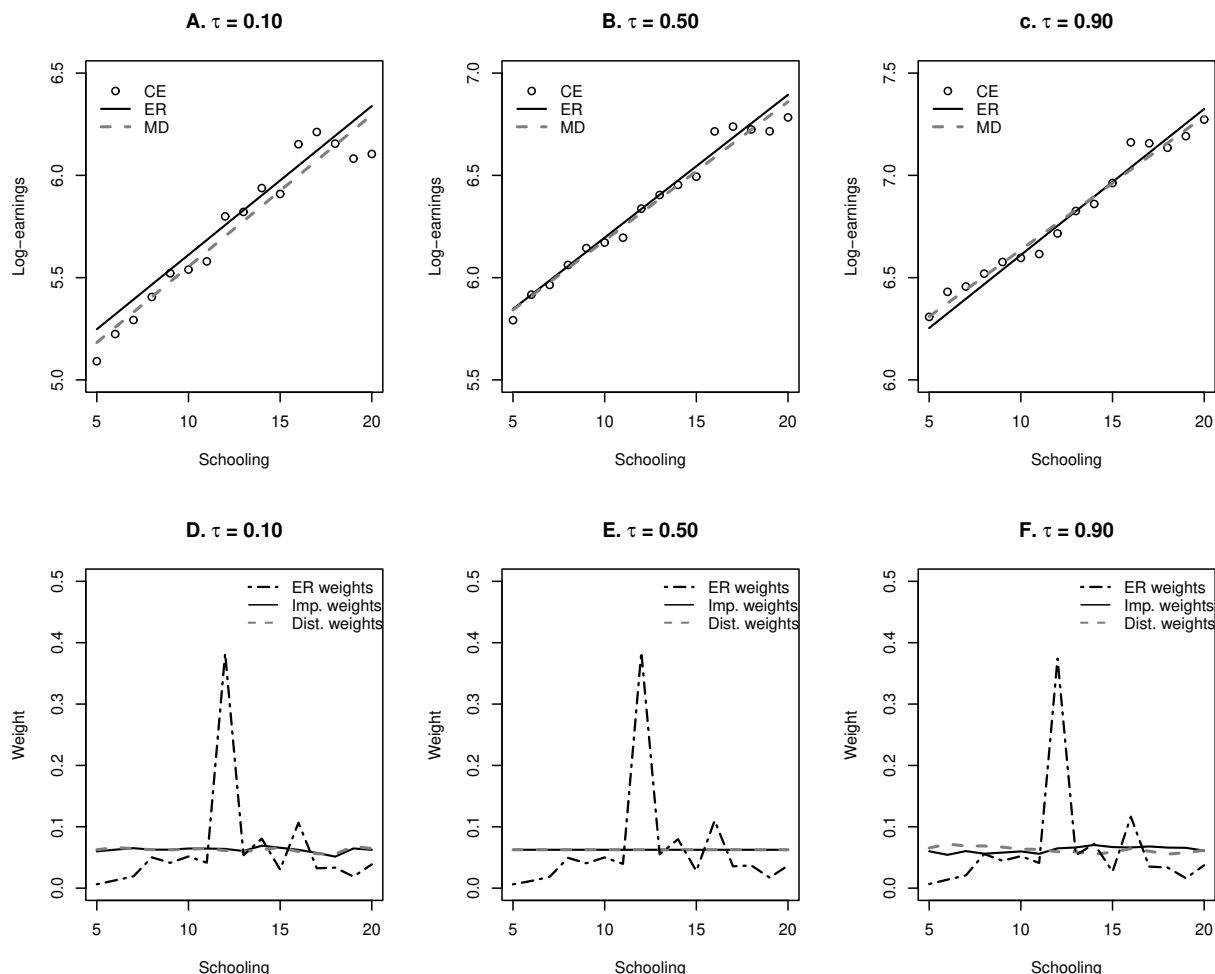 A. τ = 0.10
6.5
6.0
5.5
5.0
Log−earnings
CE
ER
MD
5 10 15 20
Schooling
B. τ = 0.50
7.0
6.5
6.0
5.5
Log−earnings
CE
ER
MD
5 10 15 20
Schooling
c. τ = 0.90
7.5
7.0
6.5
6.0
Log−earnings
CE
ER
MD
5 10 15 20
Schooling
D. τ = 0.10
0.5
0.4
0.3
0.2
0.1
0.0
Weight
ER weights
Imp. weights
Dist. weights
5 10 15 20
Schooling
E. τ = 0.50
0.5
0.4
0.3
0.2
0.1
0.0
Weight
ER weights
Imp. weights
Dist. weights
5 10 15 20
Schooling
F. τ = 0.90
0.5
0.4
0.3
0.2
0.1
0.0
Weight
ER weights
Imp. weights
Dist. weights
5 10 15 20
Schooling